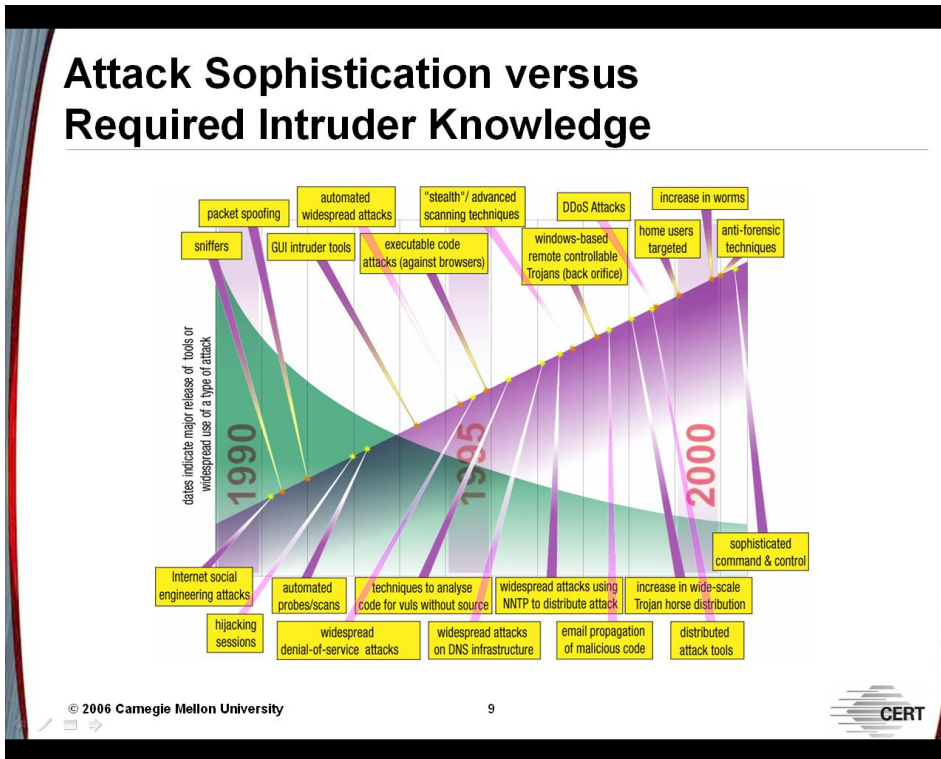 Attack Sophistication versus
Required Intruder Knowledge
automated
widespread attacks
"stealth"/ advanced
scanning techniques
increase in worms
packet spoofing
DDoS Attacks
sniffers
GUI intruder tools
executable code
attacks (against browsers)
windows-based
remote controllable
Trojans (back orifice)
home users
targeted
anti-forensic
techniques
dates indicate major release of tools or
widespread use of a type of attack
1990
1995
2000
sophisticated
command & control
Internet social
engineering attacks
automated
probes/scans
techniques to analyse
code for vuls without source
widespread attacks using
NNTP to distribute attack
increase in wide-scale
Trojan horse distribution
hijacking
sessions
widespread
denial-of-service attacks
widespread attacks
on DNS infrastructure
email propagation
of malicious code
distributed
attack tools
© 2006 Carnegie Mellon University
9
CERT